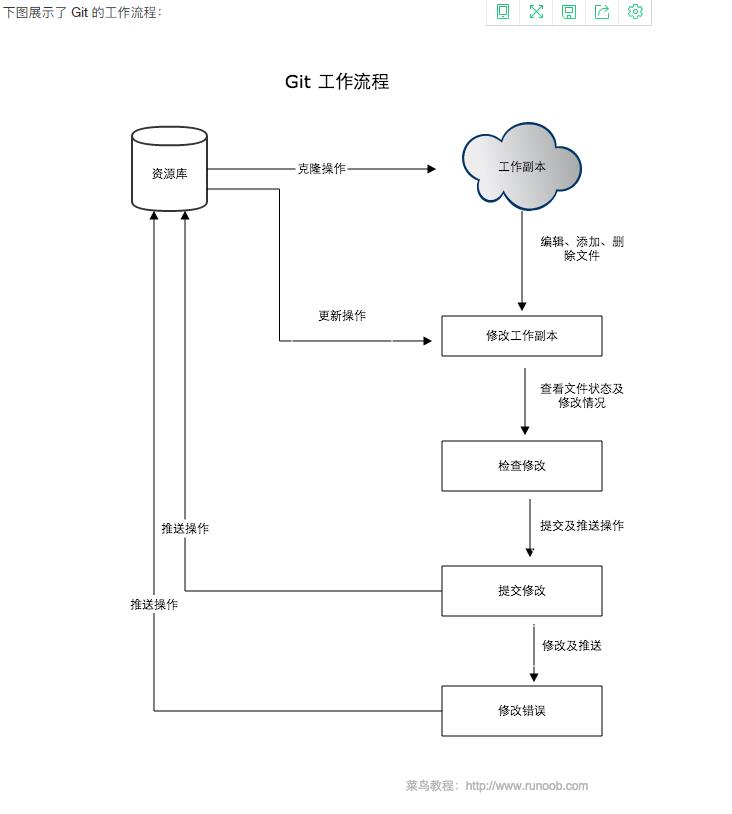 下图展示了 Git 的工作流程：
Git 工作流程
资源库
克隆操作
工作副本
编辑、添加、删
除文件
更新操作
修改工作副本
查看文件状态及
修改情况
检查修改
推送操作
提交及推送操作
提交修改
推送操作
修改及推送
修改错误
菜鸟教程：http://www.runoob.com